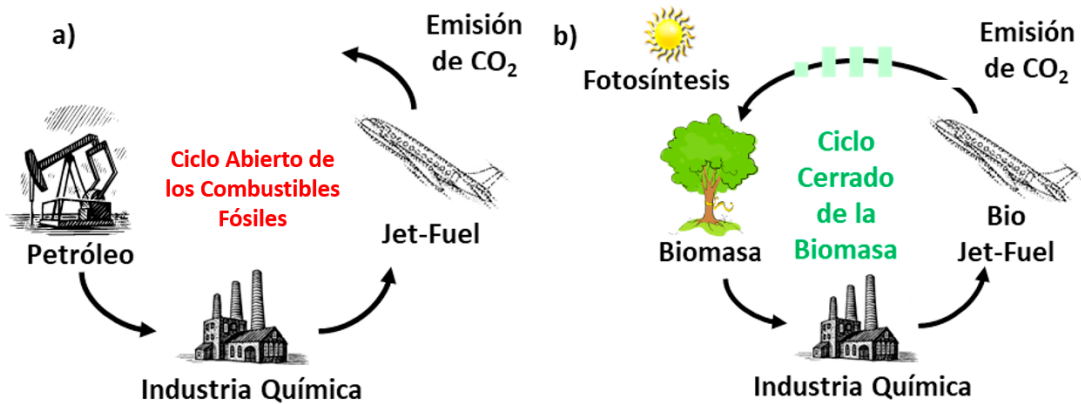 a)
Emisión
de CO₂
Ciclo Abierto de
los Combustibles
Fósiles
Petróleo
Jet-Fuel
Industria Química
b)
Fotosíntesis
Emisión
de CO₂
Ciclo
Cerrado
de la
Biomasa
Biomasa
Bio
Jet-Fuel
Industria Química